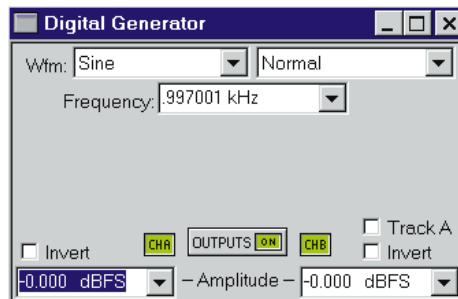 Digital Generator
Wfm: Sine Normal
Frequency: .997001 kHz
Track A
Invert CHA OUTPUTS ON CHB Invert
-0.000 dBFS – Amplitude – -0.000 dBFS